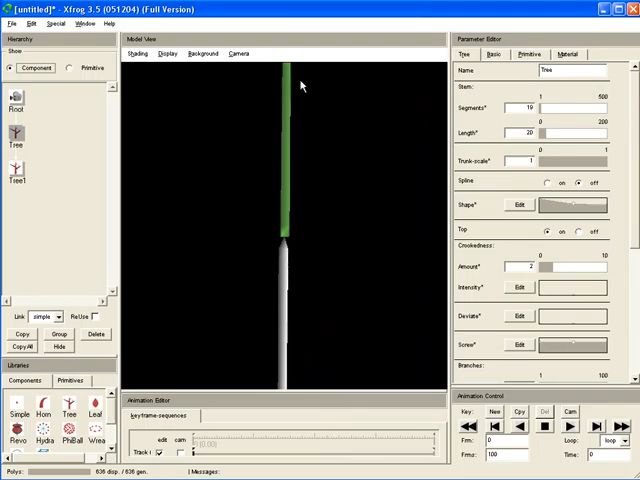 [untitled]* - Xfrog 3.5 (051204) (Full Version)
File Special Window Help
Hierarchy
Show
Component Primitive
Root
Tree
Tree1
Link simple ReUse
Copy Group Delete
Copy All Hide
Libraries
Components Primitives
Simple Horn Tree Leaf
Revo Hydra PhiBall Wrea
Model View
Shading Display Background Camera
Animation Editor
Keyframe-sequences
edit cam
0 (0.00)
Track
Parameter Editor
Tree Basic Primitive Material
Name Tree
Stem:
1 500
Segments* 19
0 200
Length* 20
0 1
Trunk-scale* 1
Spline on off
Shape* Edit
Top on off
Crookedness:
0 10
Amount* 2
Intensity* Edit
Deviate* Edit
Screw* Edit
Branches:
1 100
Animation Control
Key: New Cpy Del Cam
Frm: 0 Loop: loop
Frms: 100 Time: 0
Polys: 636 disp. / 636 gen. Messages: